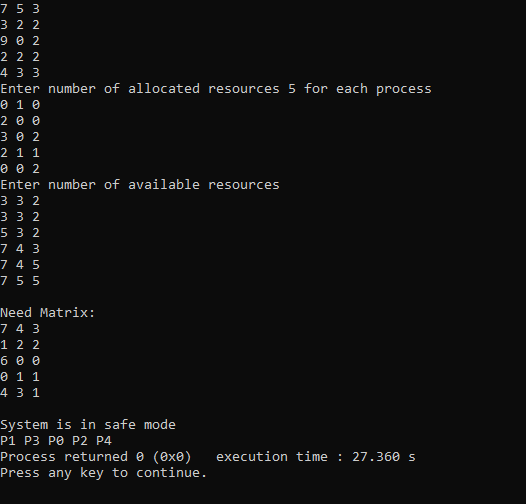 7 5 3
3 2 2
9 0 2
2 2 2
4 3 3
Enter number of allocated resources 5 for each process
0 1 0
2 0 0
3 0 2
2 1 1
0 0 2
Enter number of available resources
3 3 2
3 3 2
5 3 2
7 4 3
7 4 5
7 5 5
Need Matrix:
7 4 3
1 2 2
6 0 0
0 1 1
4 3 1
System is in safe mode
P1 P3 P0 P2 P4
Process returned 0 (0x0)   execution time : 27.360 s
Press any key to continue.